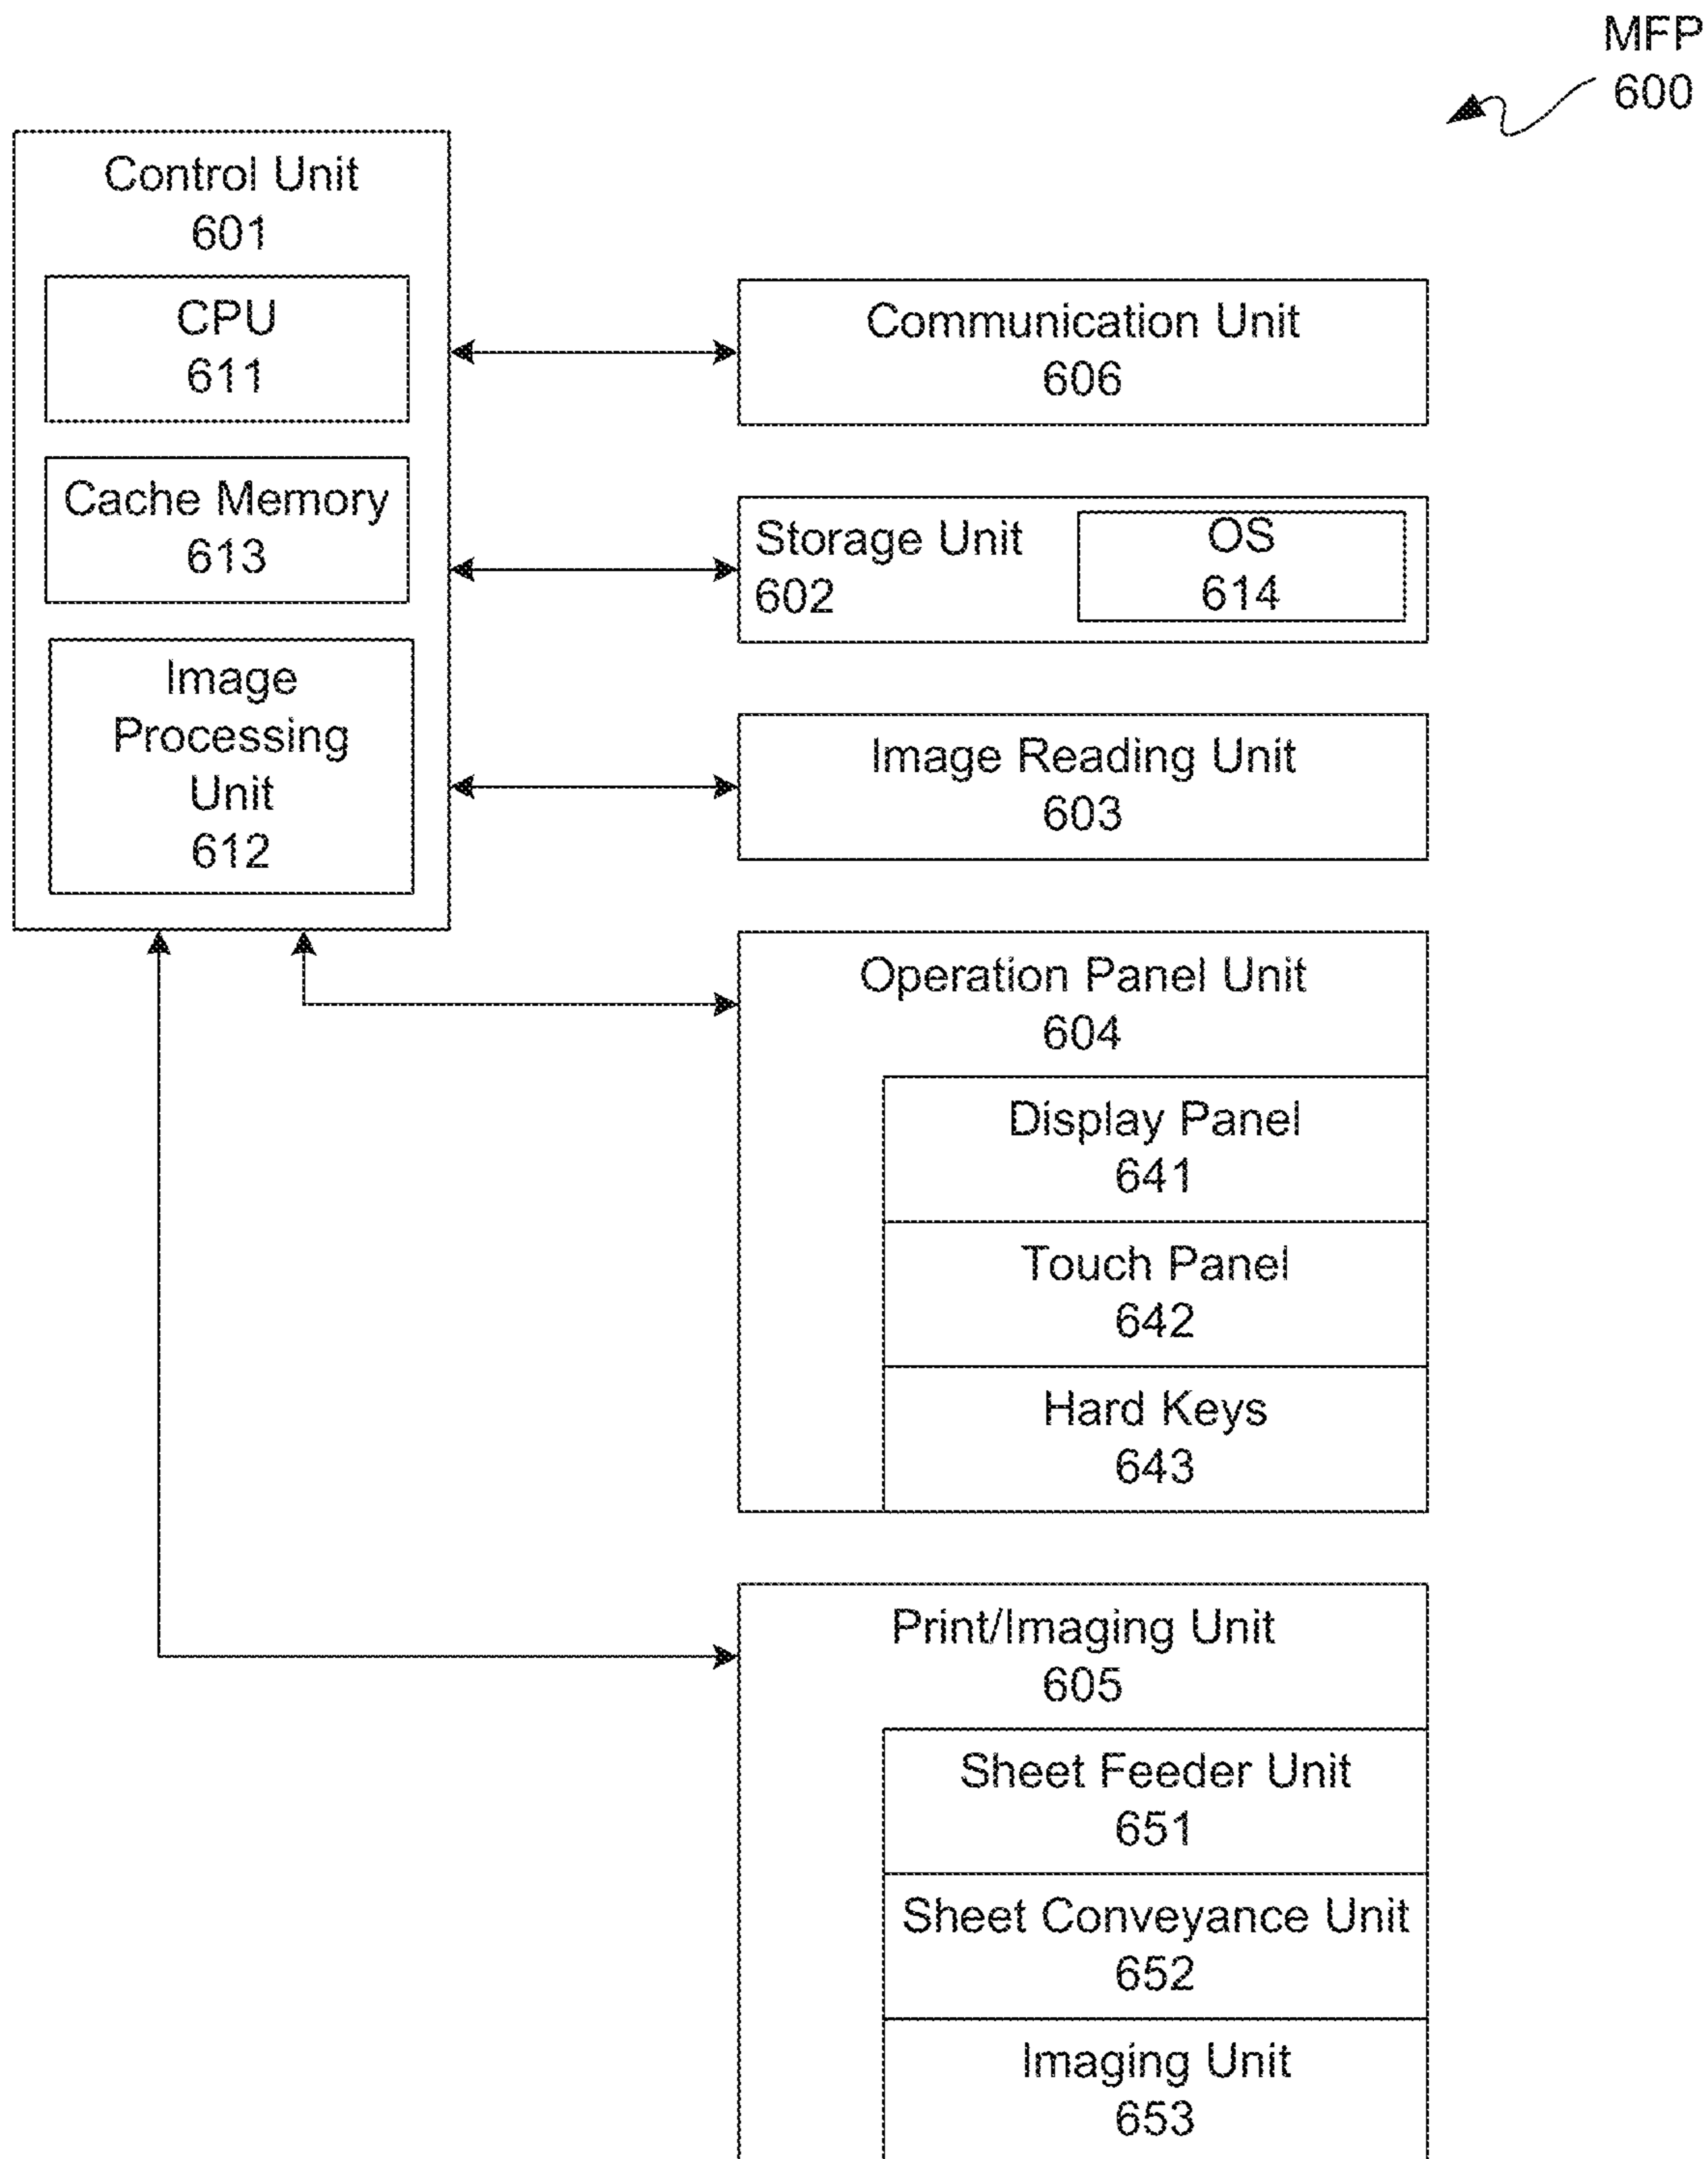 MFP
600
Control Unit
601
CPU
611
Cache Memory
613
Image
Processing
Unit
612
Communication Unit
606
Storage Unit
602
OS
614
Image Reading Unit
603
Operation Panel Unit
604
Display Panel
641
Touch Panel
642
Hard Keys
643
Print/Imaging Unit
605
Sheet Feeder Unit
651
Sheet Conveyance Unit
652
Imaging Unit
653